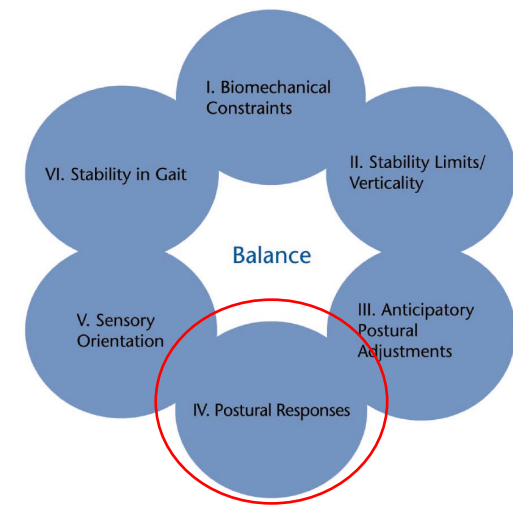 I. Biomechanical
Constraints
II. Stability Limits/
Verticality
III. Anticipatory
Postural
Adjustments
IV. Postural Responses
V. Sensory
Orientation
VI. Stability in Gait
Balance